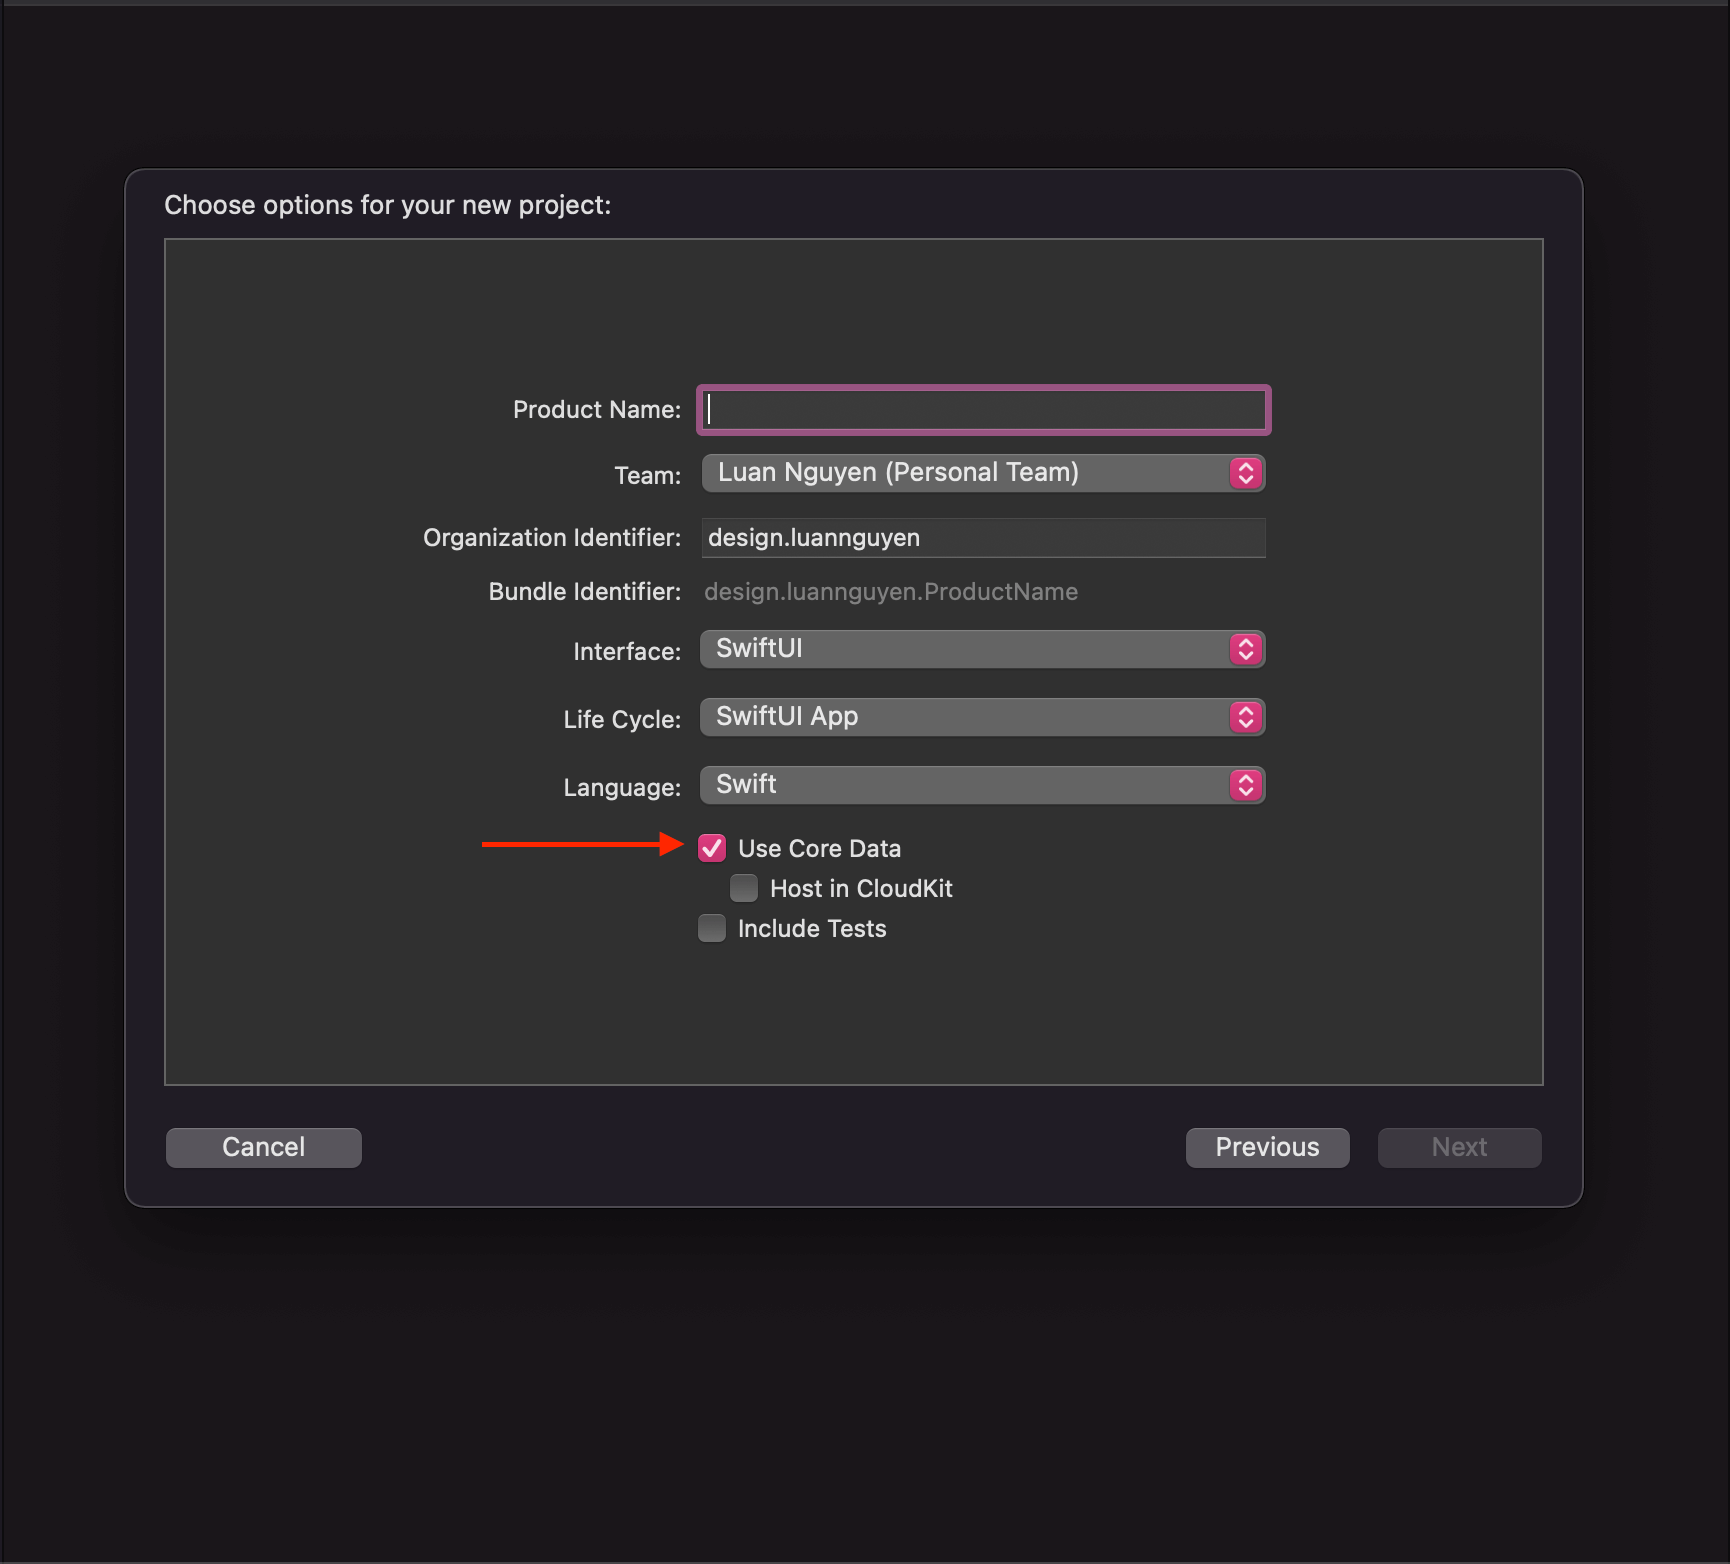 Choose options for your new project:
Product Name:
Team: Luan Nguyen (Personal Team)
Organization Identifier: design.luannguyen
Bundle Identifier: design.luannguyen.ProductName
Interface: SwiftUI
Life Cycle: SwiftUI App
Language: Swift
Use Core Data
Host in CloudKit
Include Tests
Cancel Previous Next